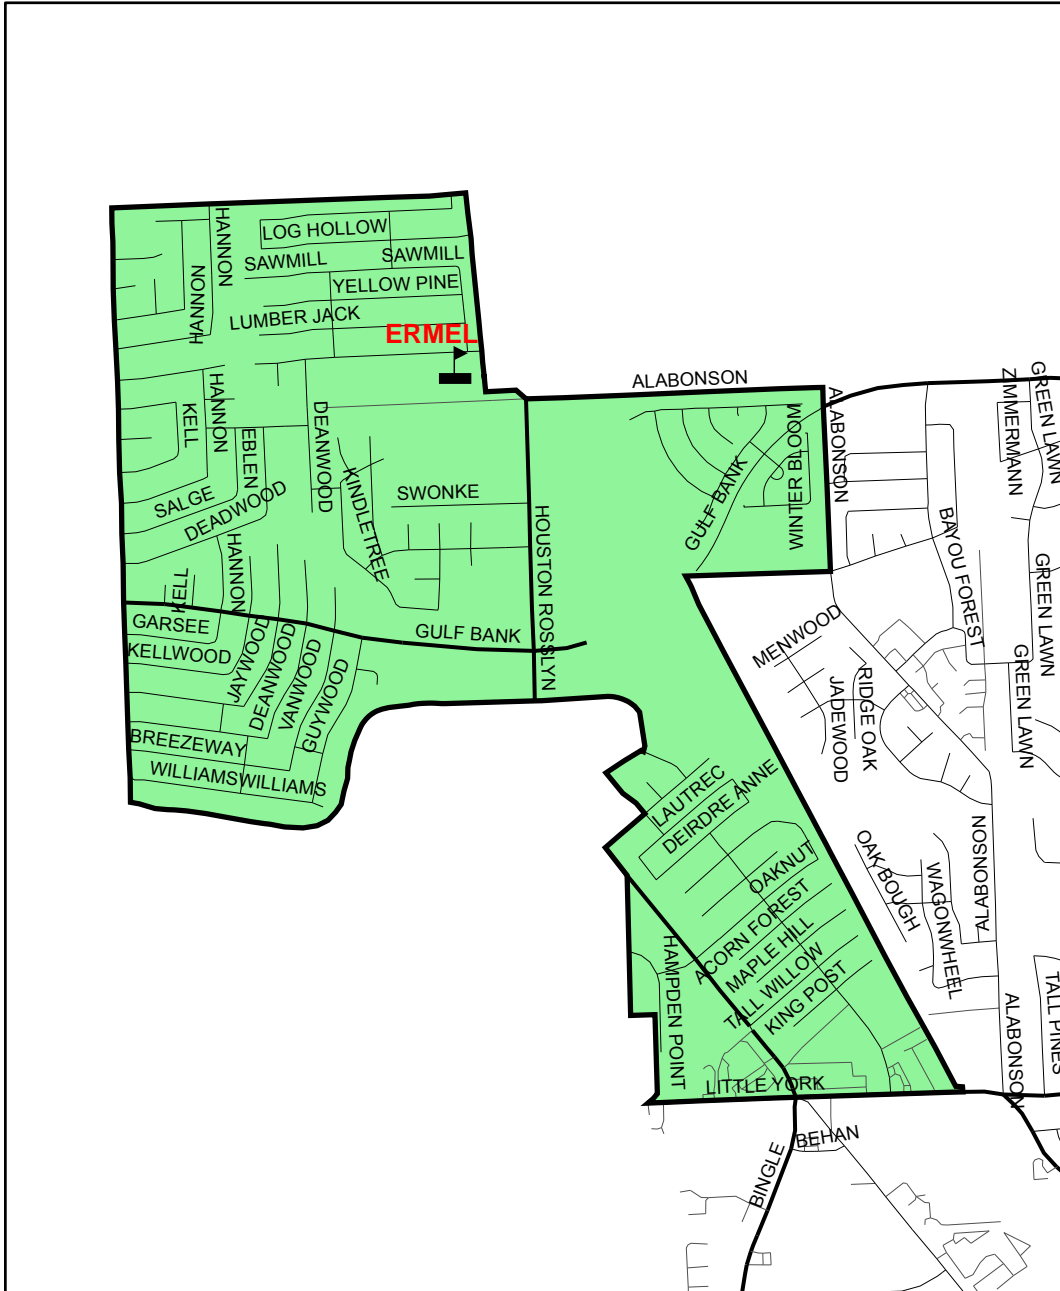 HANNON
LOG HOLLOW
SAWMILL
SAWMILL
HANNON
YELLOW PINE
LUMBER JACK
ERMEL
ALABONSON
GREEN LAWN
ZIMMERMANN
ALABONSON
HANNON
KELL
DEANWOOD
WINTER BLOOM
EBLEN
KINDLETREE
GULF BANK
SWONKE
SALGE
DEADWOOD
HOUSTON ROSSLYN
BAYOU FOREST
HANNON
KELL
GREEN LAWN
GARSEE
GULF BANK
MENWOOD
KELLWOOD
JAYWOOD
DEANWOOD
VANWOOD
GUYWOOD
GREEN LAWN
RIDGE OAK
JADEWOOD
BREEZEWAY
WILLIAMS
WILLIAMS
LAUTREC
DEIRDRE ANNE
OAKNUT
OAK BOUGH
ALABONSON
WAGONWHEEL
ACORN FOREST
HAMPDEN POINT
MAPLE HILL
TALL WILLOW
KING POST
TALL PINES
ALABONSON
LITTLE YORK
BEHAN
BINGLE